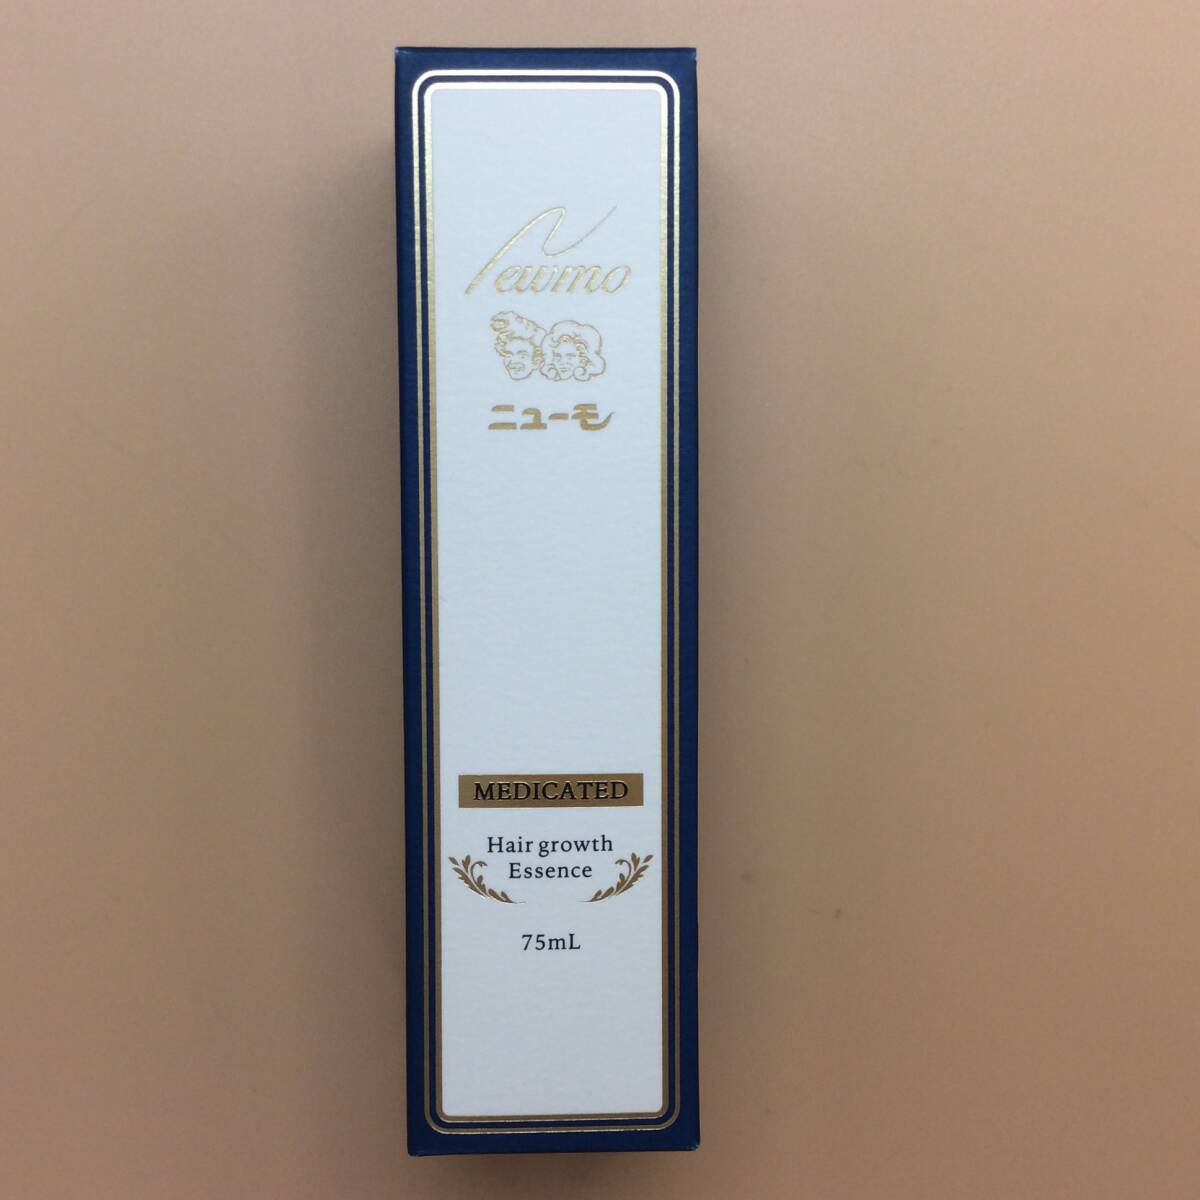 Newmo
ニューモ
MEDICATED
Hair growth
Essence
75mL